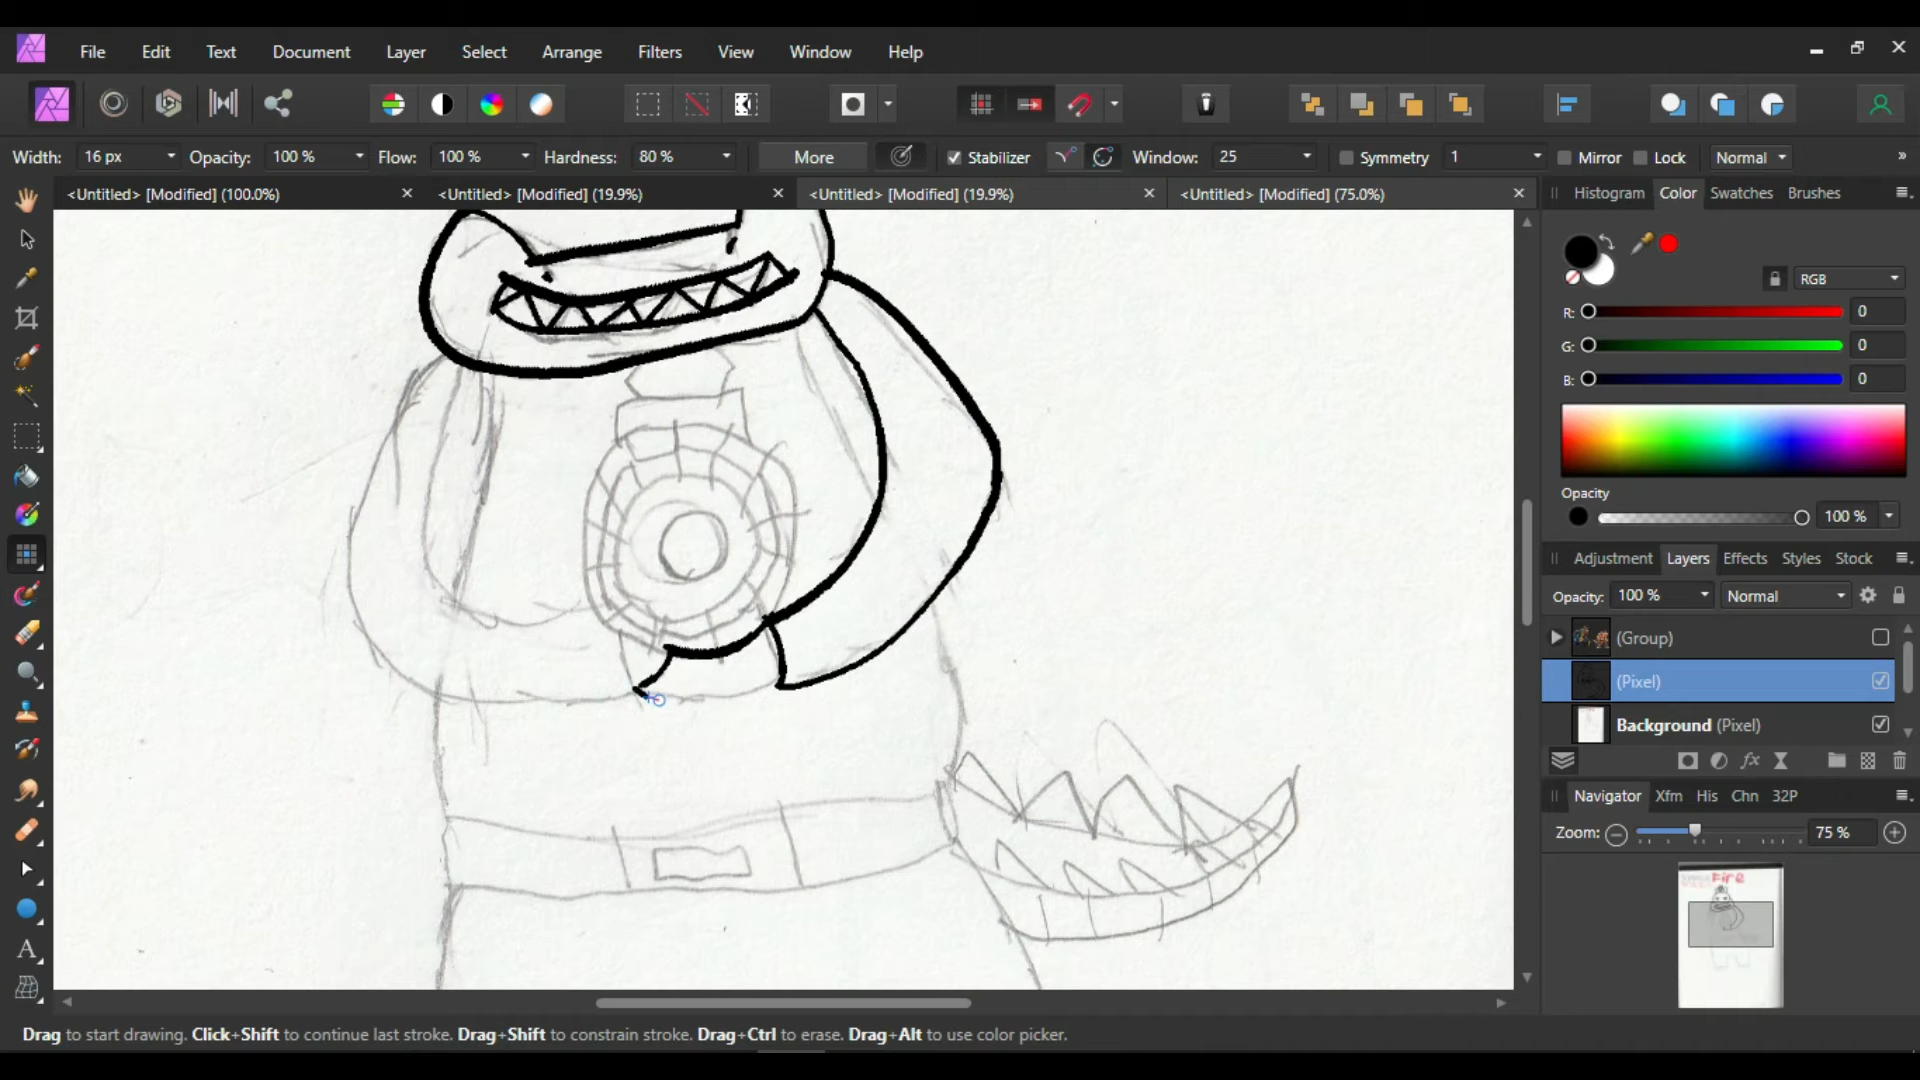 File Edit Text Document Layer Select Arrange Filters View Window Help
Width: 16 px Opacity: 100 % Flow: 100 % Hardness: 80 % More Stabilizer Window: 25 Symmetry 1 Mirror Lock Normal »
<Untitled> [Modified] (100.0%) <Untitled> [Modified] (19.9%) <Untitled> [Modified] (19.9%) <Untitled> [Modified] (75.0%)
Histogram Color Swatches Brushes
RGB
R: 0
G: 0
B: 0
Opacity
100 %
Adjustment Layers Effects Styles Stock
Opacity: 100 % Normal
(Group)
(Pixel)
Background (Pixel)
Navigator Xfm His Chn 32P
Zoom: 75 %
Fire
Drag to start drawing. Click+Shift to continue last stroke. Drag+Shift to constrain stroke. Drag+Ctrl to erase. Drag+Alt to use color picker.